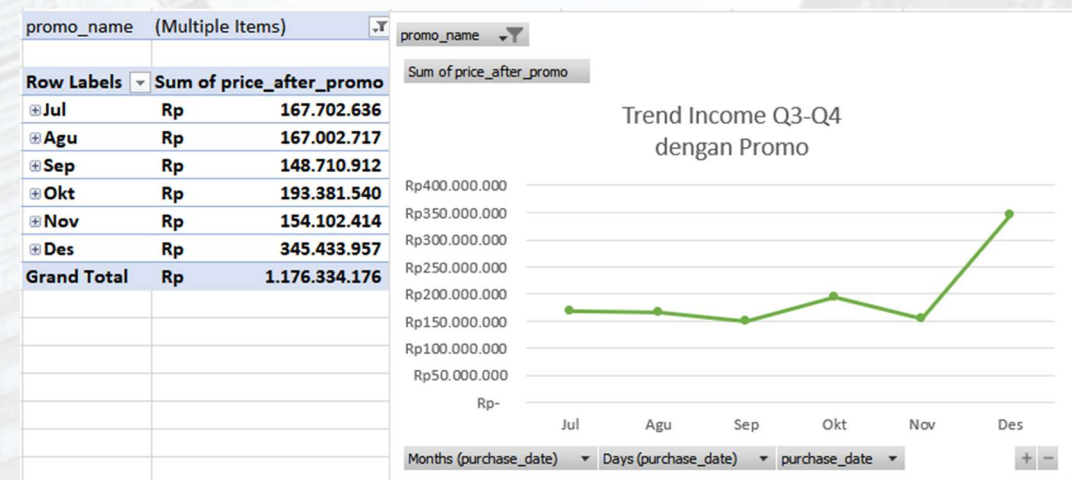 promo_name (Multiple Items)
Row Labels Sum of price_after_promo
Jul Rp 167.702.636
Agu Rp 167.002.717
Sep Rp 148.710.912
Okt Rp 193.381.540
Nov Rp 154.102.414
Des Rp 345.433.957
Grand Total Rp 1.176.334.176
promo_name
Sum of price_after_promo
Trend Income Q3-Q4
dengan Promo
Rp400.000.000
Rp350.000.000
Rp300.000.000
Rp250.000.000
Rp200.000.000
Rp150.000.000
Rp100.000.000
Rp50.000.000
Rp-
Jul Agu Sep Okt Nov Des
Months (purchase_date) Days (purchase_date) purchase_date